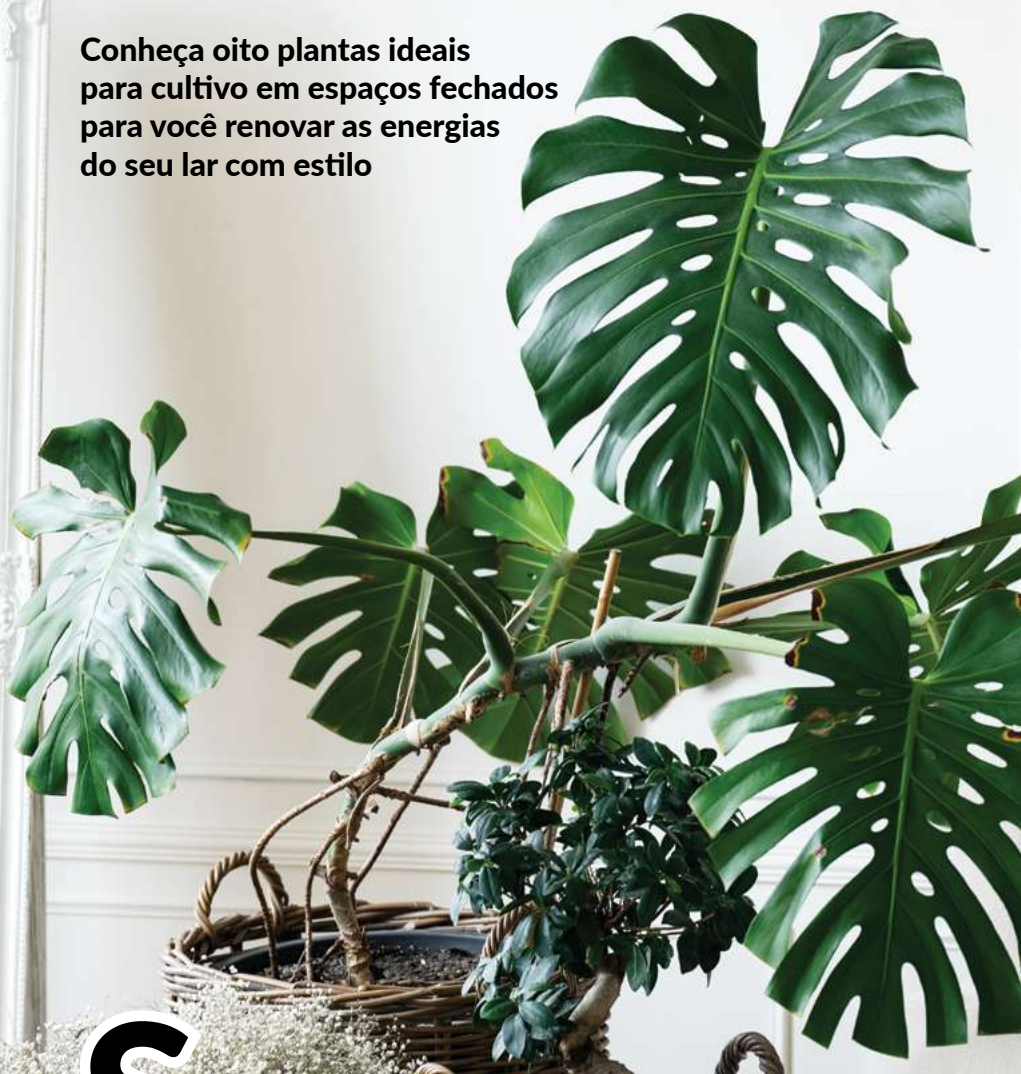 Conheça oito plantas ideais
para cultivo em espaços fechados
para você renovar as energias
do seu lar com estilo
S